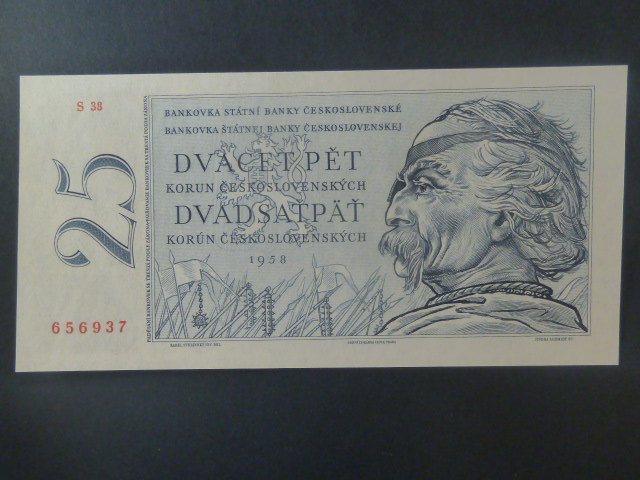 S 38
25
656937
BANKOVKA STÁTNÍ BANKY ČESKOSLOVENSKÉ
BANKOVKA ŠTÁTNEJ BANKY ČESKOSLOVENSKEJ
DVACET PĚT
KORUN ČESKOSLOVENSKÝCH
DVADSAŤPÄŤ
KORÚN ČESKOSLOVENSKÝCH
1958